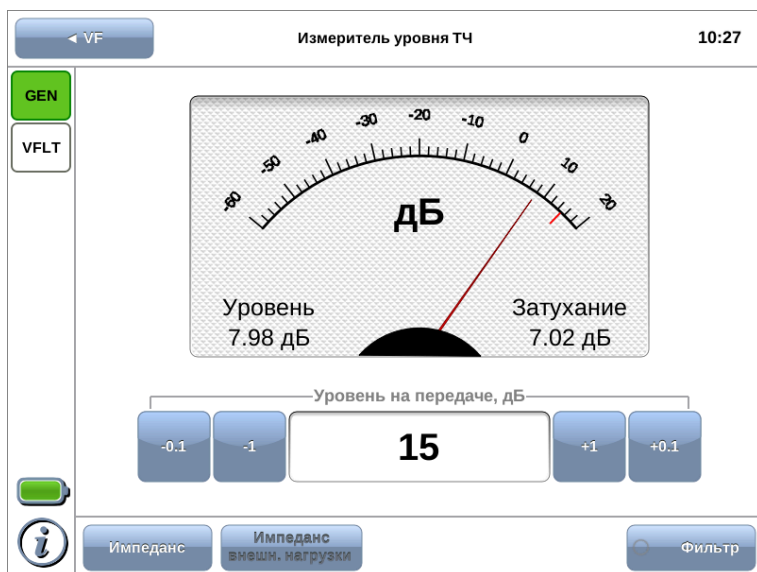 ◄ VF
Измеритель уровня ТЧ
10:27
GEN
VFLT
-60 -50 -40 -30 -20 -10 0 10 20
дБ
Уровень
7.98 дБ
Затухание
7.02 дБ
Уровень на передаче, дБ
-0.1 -1 15 +1 +0.1
i
Импеданс
Импеданс
внешн. нагрузки
Фильтр